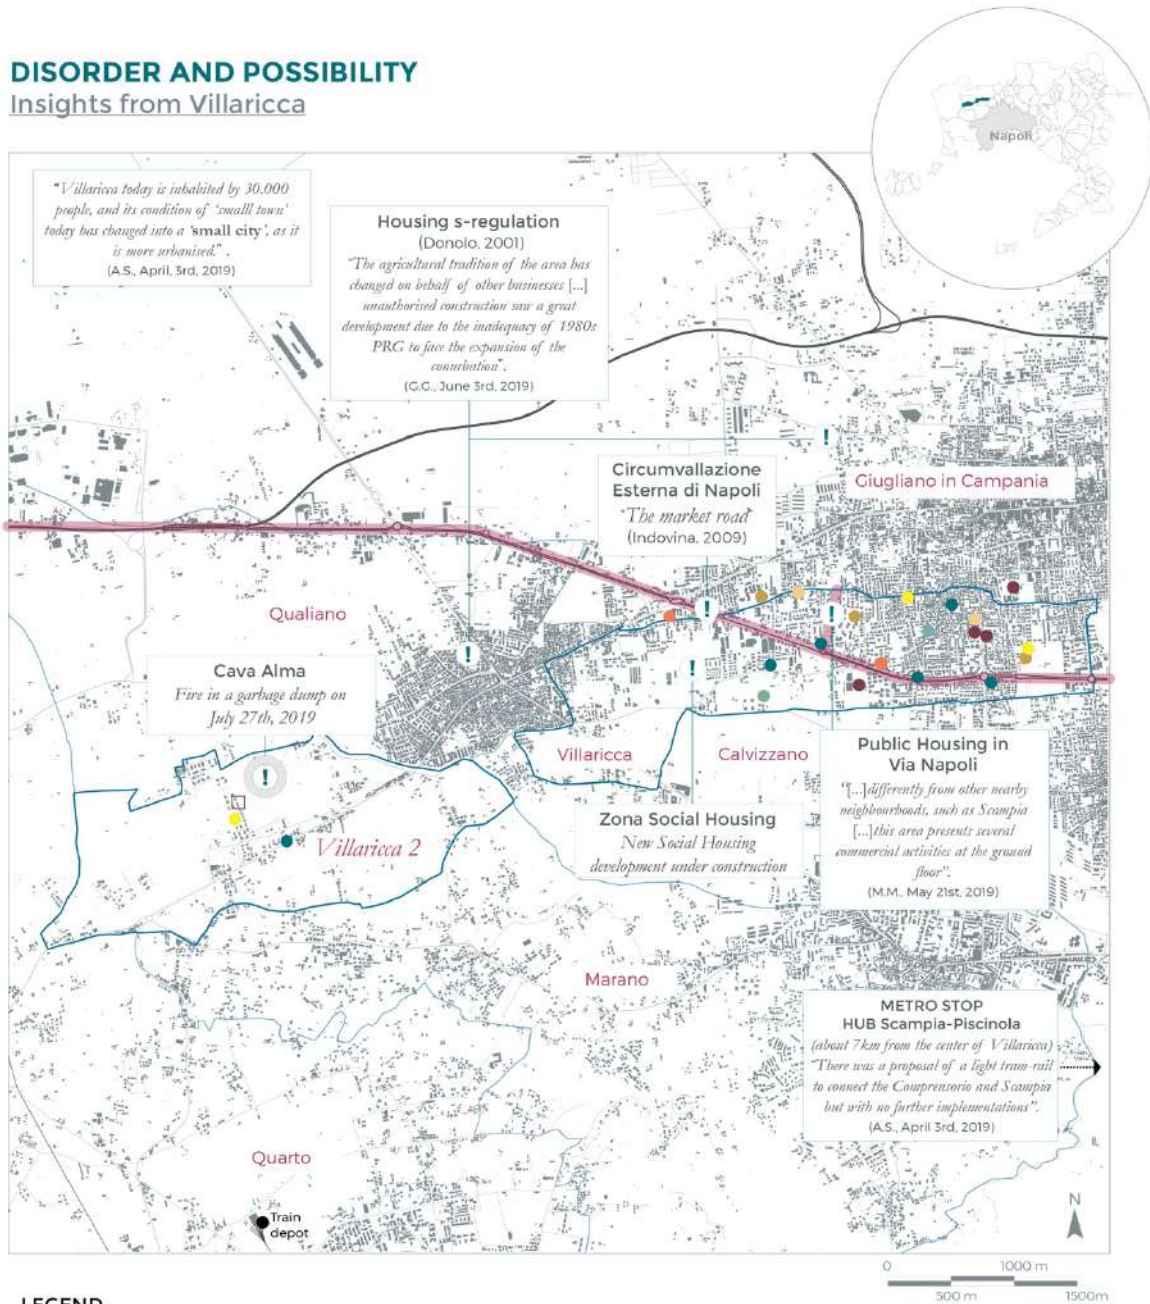 DISORDER AND POSSIBILITY
Insights from Villaricca
Napoli
"Villaricca today is inhabited by 30.000
people, and its condition of 'smalll town'
today has changed into a 'small city', as it
is more urbanised.".
(A.S., April, 3rd, 2019)
Housing s-regulation
(Donolo, 2001)
"The agricultural tradition of the area has
changed on behalf of other businesses [...]
unauthorised construction saw a great
development due to the inadequacy of 1980s
PRG to face the expansion of the
conurbation".
(G.G., June 3rd, 2019)
!
Circumvallazione
Esterna di Napoli
"The market road"
(Indovina, 2009)
Giugliano in Campania
Qualiano
!
!
!
!
Cava Alma
Fire in a garbage dump on
July 27th, 2019
!
Villaricca
Calvizzano
Public Housing in
Via Napoli
"[...]differently from other nearby
neighbourhoods, such as Scampia
[...]this area presents several
commercial activities at the ground
floor".
(M.M., May 21st, 2019)
Zona Social Housing
New Social Housing
development under construction
Villaricca 2
Marano
METRO STOP
HUB Scampia-Piscinola
(about 7km from the center of Villaricca)
"There was a proposal of a light tram-rail
to connect the Comprensorio and Scampia
but with no further implementations".
(A.S., April 3rd, 2019)
Quarto
Train
depot
N
0 1000 m
500 m 1500m
LEGEND